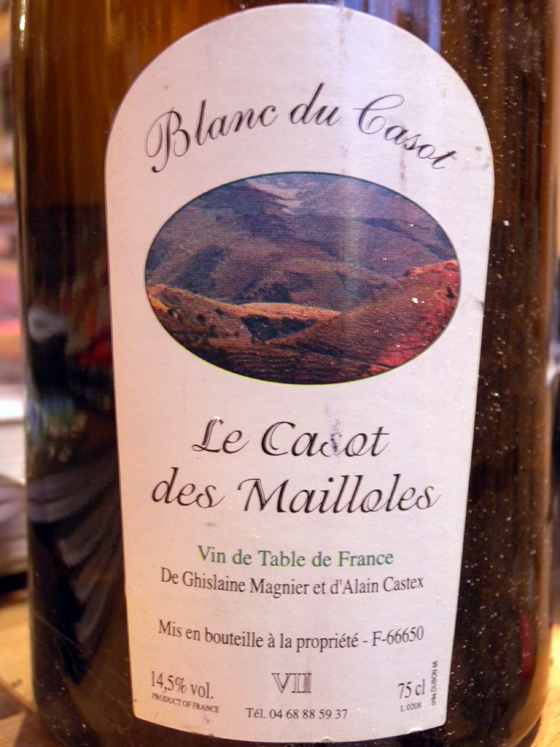 Blanc du Casot
Le Casot
des Mailloles
Vin de Table de France
De Ghislaine Magnier et d'Alain Castex
Mis en bouteille à la propriété - F-66650
14,5% vol.
PRODUCT OF FRANCE
VII
Tél. 04 68 88 59 37
75 cl
L 0208